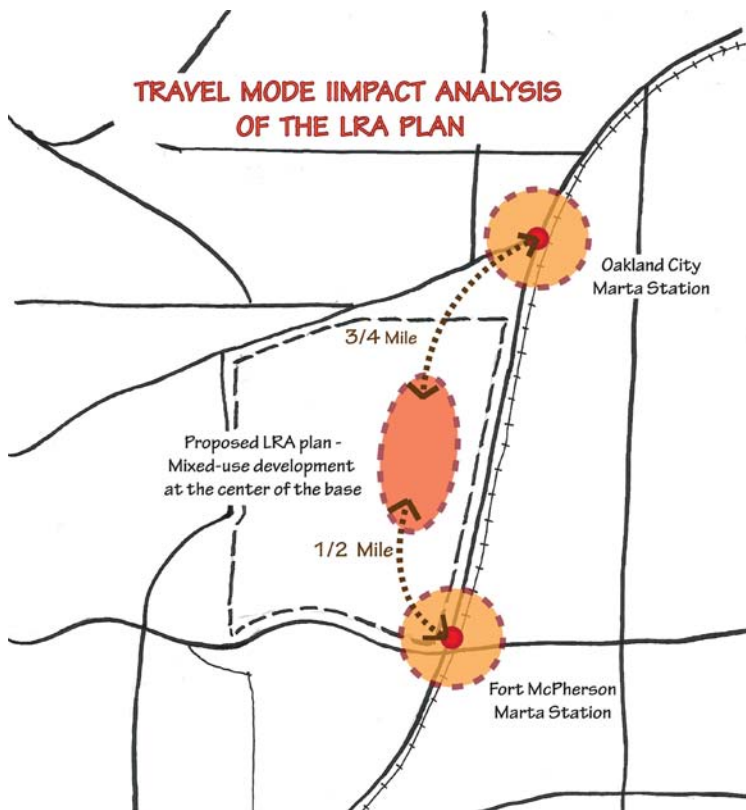 TRAVEL MODE IIMPACT ANALYSIS
OF THE LRA PLAN
Oakland City
Marta Station
3/4 Mile
Proposed LRA plan -
Mixed-use development
at the center of the base
1/2 Mile
Fort McPherson
Marta Station